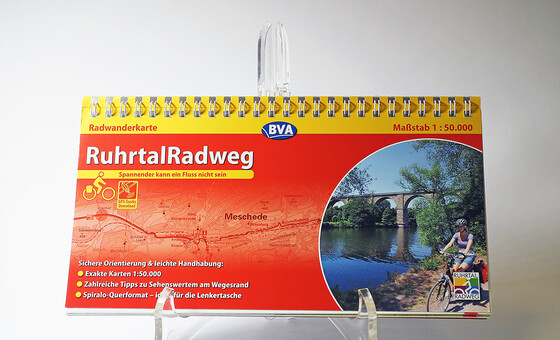 Radwanderkarte
BVA
Maßstab 1 : 50.000
RuhrtalRadweg
Spannender kann ein Fluss nicht sein
GPS-Tracks
Download
Meschede
Sichere Orientierung & leichte Handhabung:
Exakte Karten 1:50.000
Zahlreiche Tipps zu Sehenswertem am Wegesrand
Spiralo-Querformat – für die Lenkertasche
RUHRTAL
RADWEG